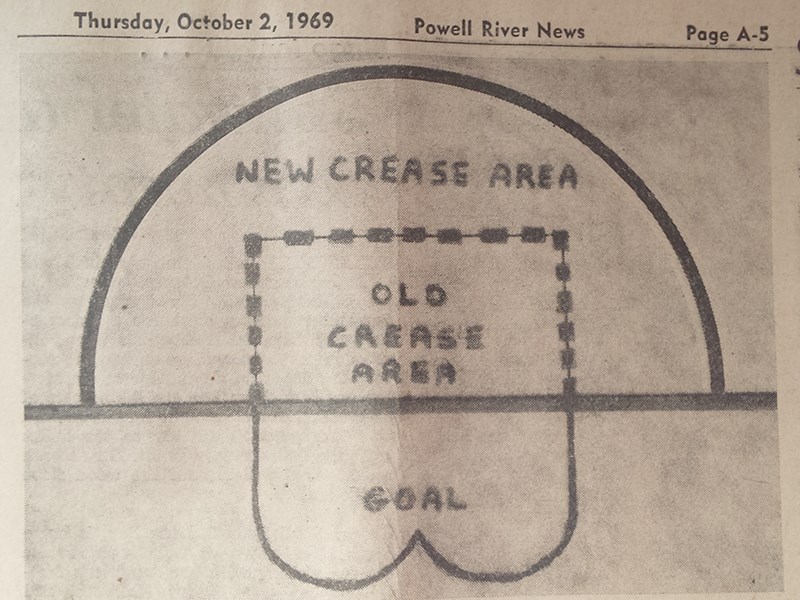 Thursday, October 2, 1969
Powell River News
Page A-5
NEW CREASE AREA
OLD
CREASE
AREA
GOAL